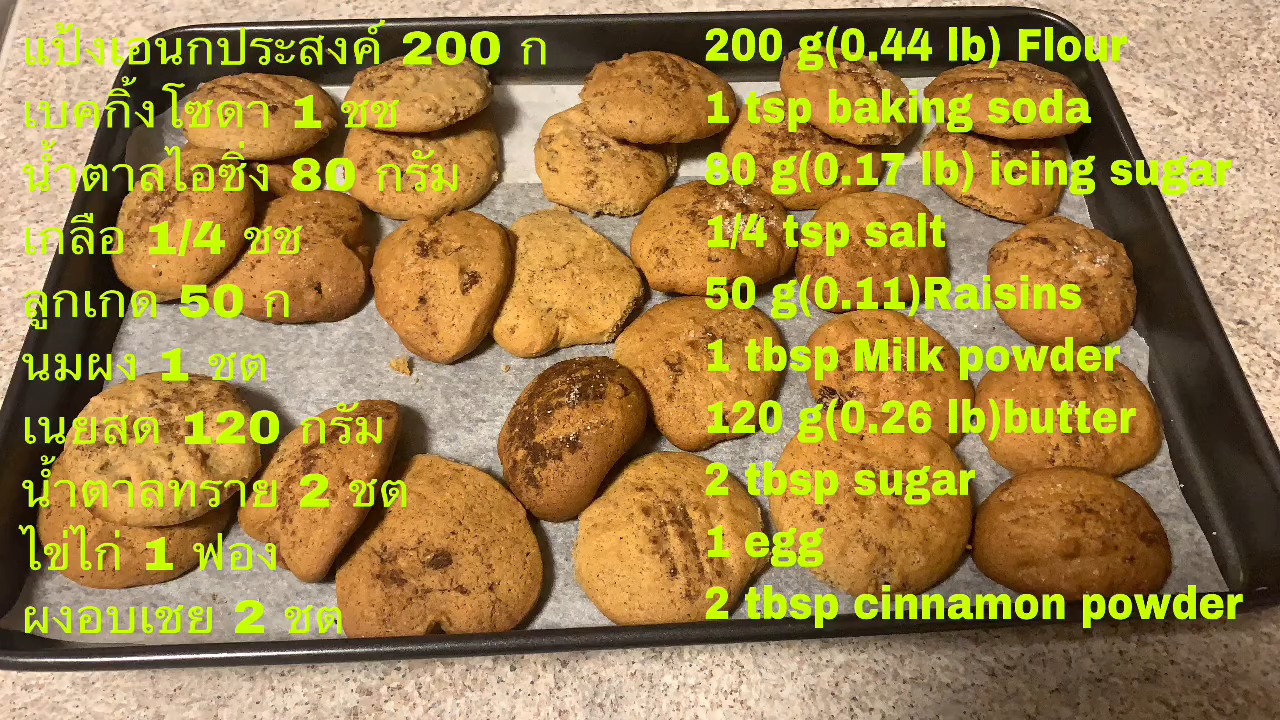 แป้งเอนกประสงค์ 200 ก
เบคกิ้งโซดา 1 ชช
น้ำตาลไอซิ่ง 80 กรัม
เกลือ 1/4 ชช
ลูกเกด 50 ก
นมผง 1 ชต
เนยสด 120 กรัม
น้ำตาลทราย 2 ชต
ไข่ไก่ 1 ฟอง
ผงอบเชย 2 ชต
200 g(0.44 lb) Flour
1 tsp baking soda
80 g(0.17 lb) icing sugar
1/4 tsp salt
50 g(0.11)Raisins
1 tbsp Milk powder
120 g(0.26 lb)butter
2 tbsp sugar
1 egg
2 tbsp cinnamon powder